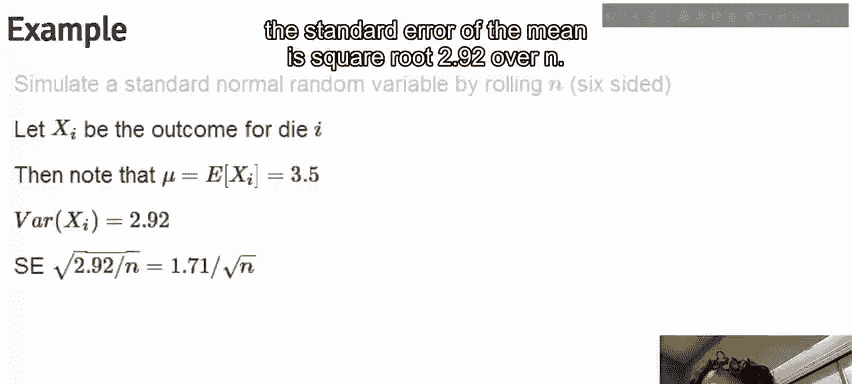 Example
the standard error of the mean
is square root 2.92 over n.
Simulate a standard normal random variable by rolling n (six sided)
Let X_i be the outcome for die i
Then note that μ = E[X_i] = 3.5
Var(X_i) = 2.92
SE √2.92/n = 1.71/√n